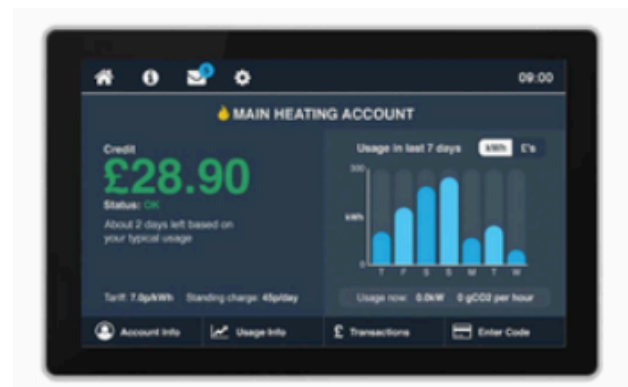 09:00
MAIN HEATING ACCOUNT
Credit
£28.90
Status: OK
About 2 days left based on
your typical usage
Tariff: 7.0p/kWh Standing charge: 45p/day
Usage in last 7 days kWh £'s
300
kWh
0
T F S S M T W
Usage now: 0.0kW 0 gCO2 per hour
Account Info Usage Info £ Transactions Enter Code